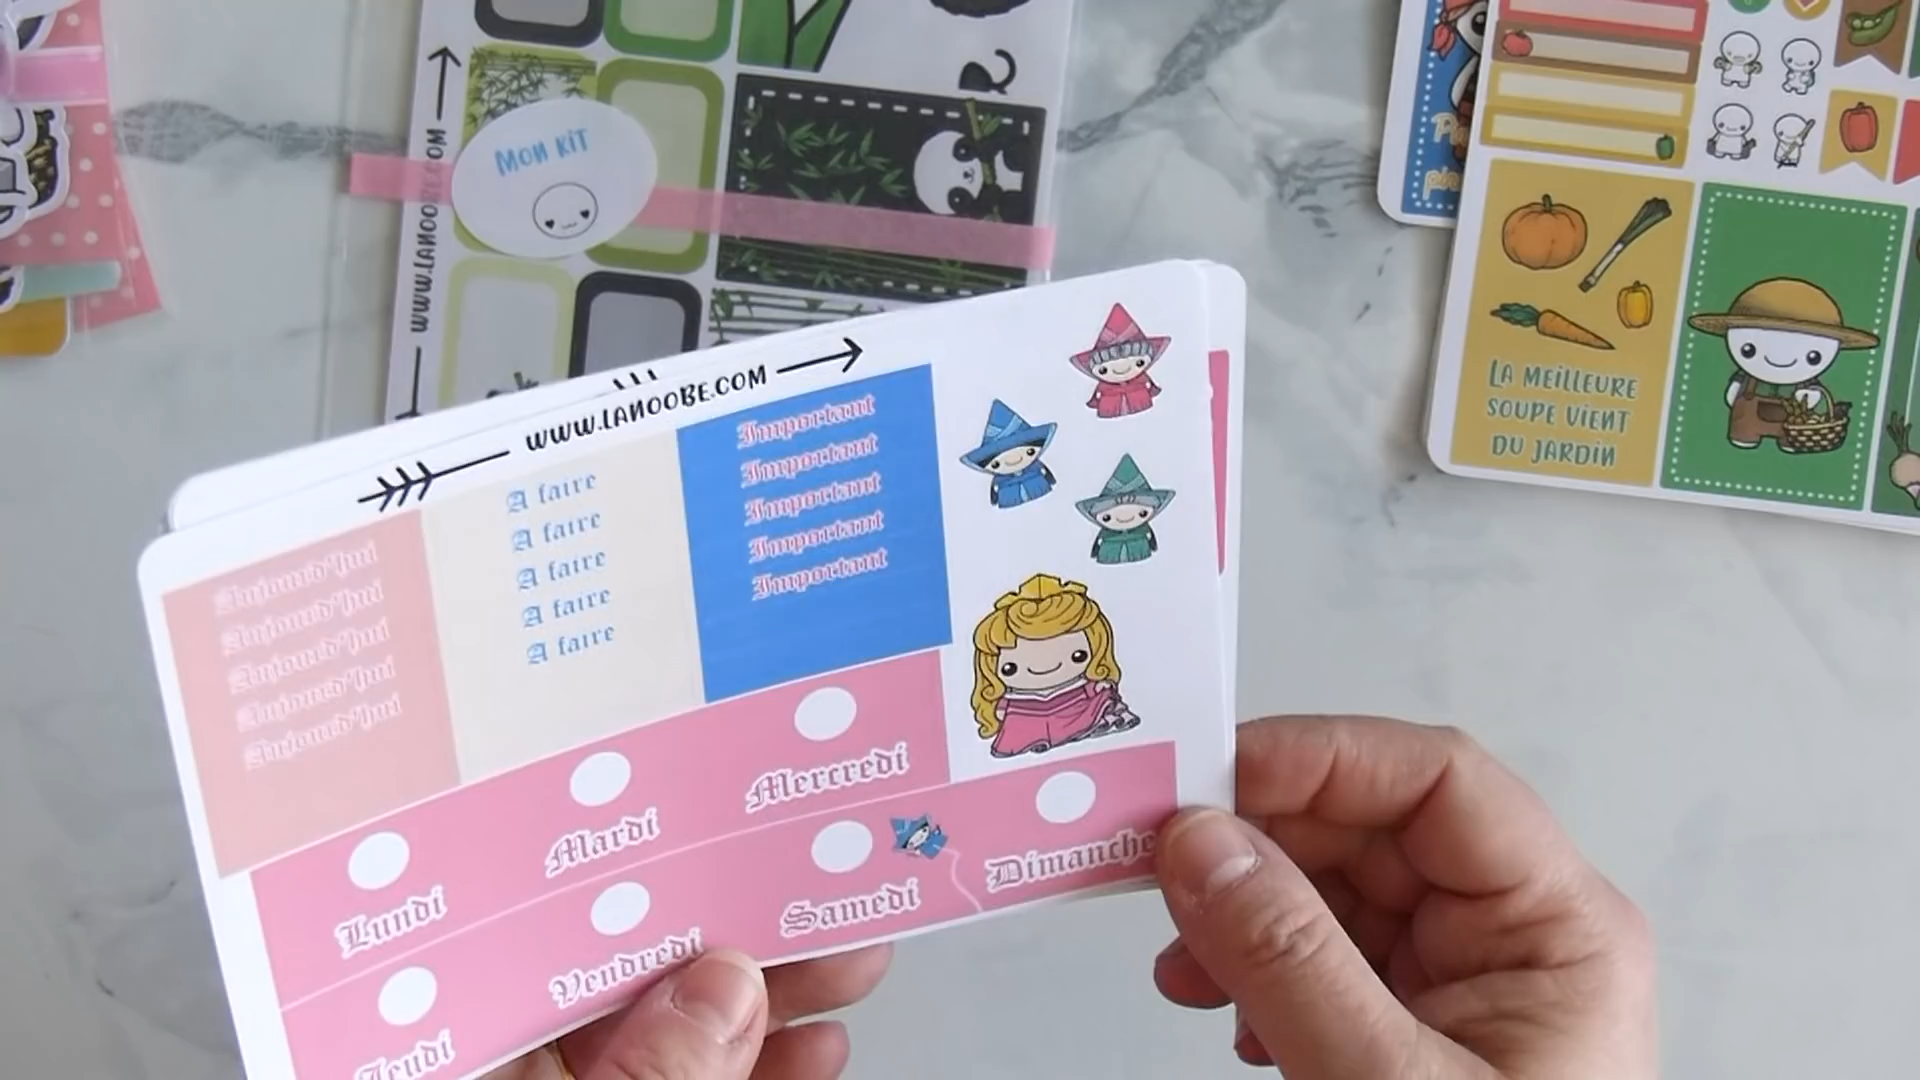 MON KIT
WWW.LANOOBE.COM
LA MEILLEURE
SOUPE VIENT
DU JARDIN
WWW.LANOOBE.COM
Aujourd'hui
Aujourd'hui
Aujourd'hui
Aujourd'hui
Aujourd'hui
A faire
A faire
A faire
A faire
A faire
Important
Important
Important
Important
Important
Lundi
Mardi
Mercredi
Jeudi
Vendredi
Samedi
Dimanche